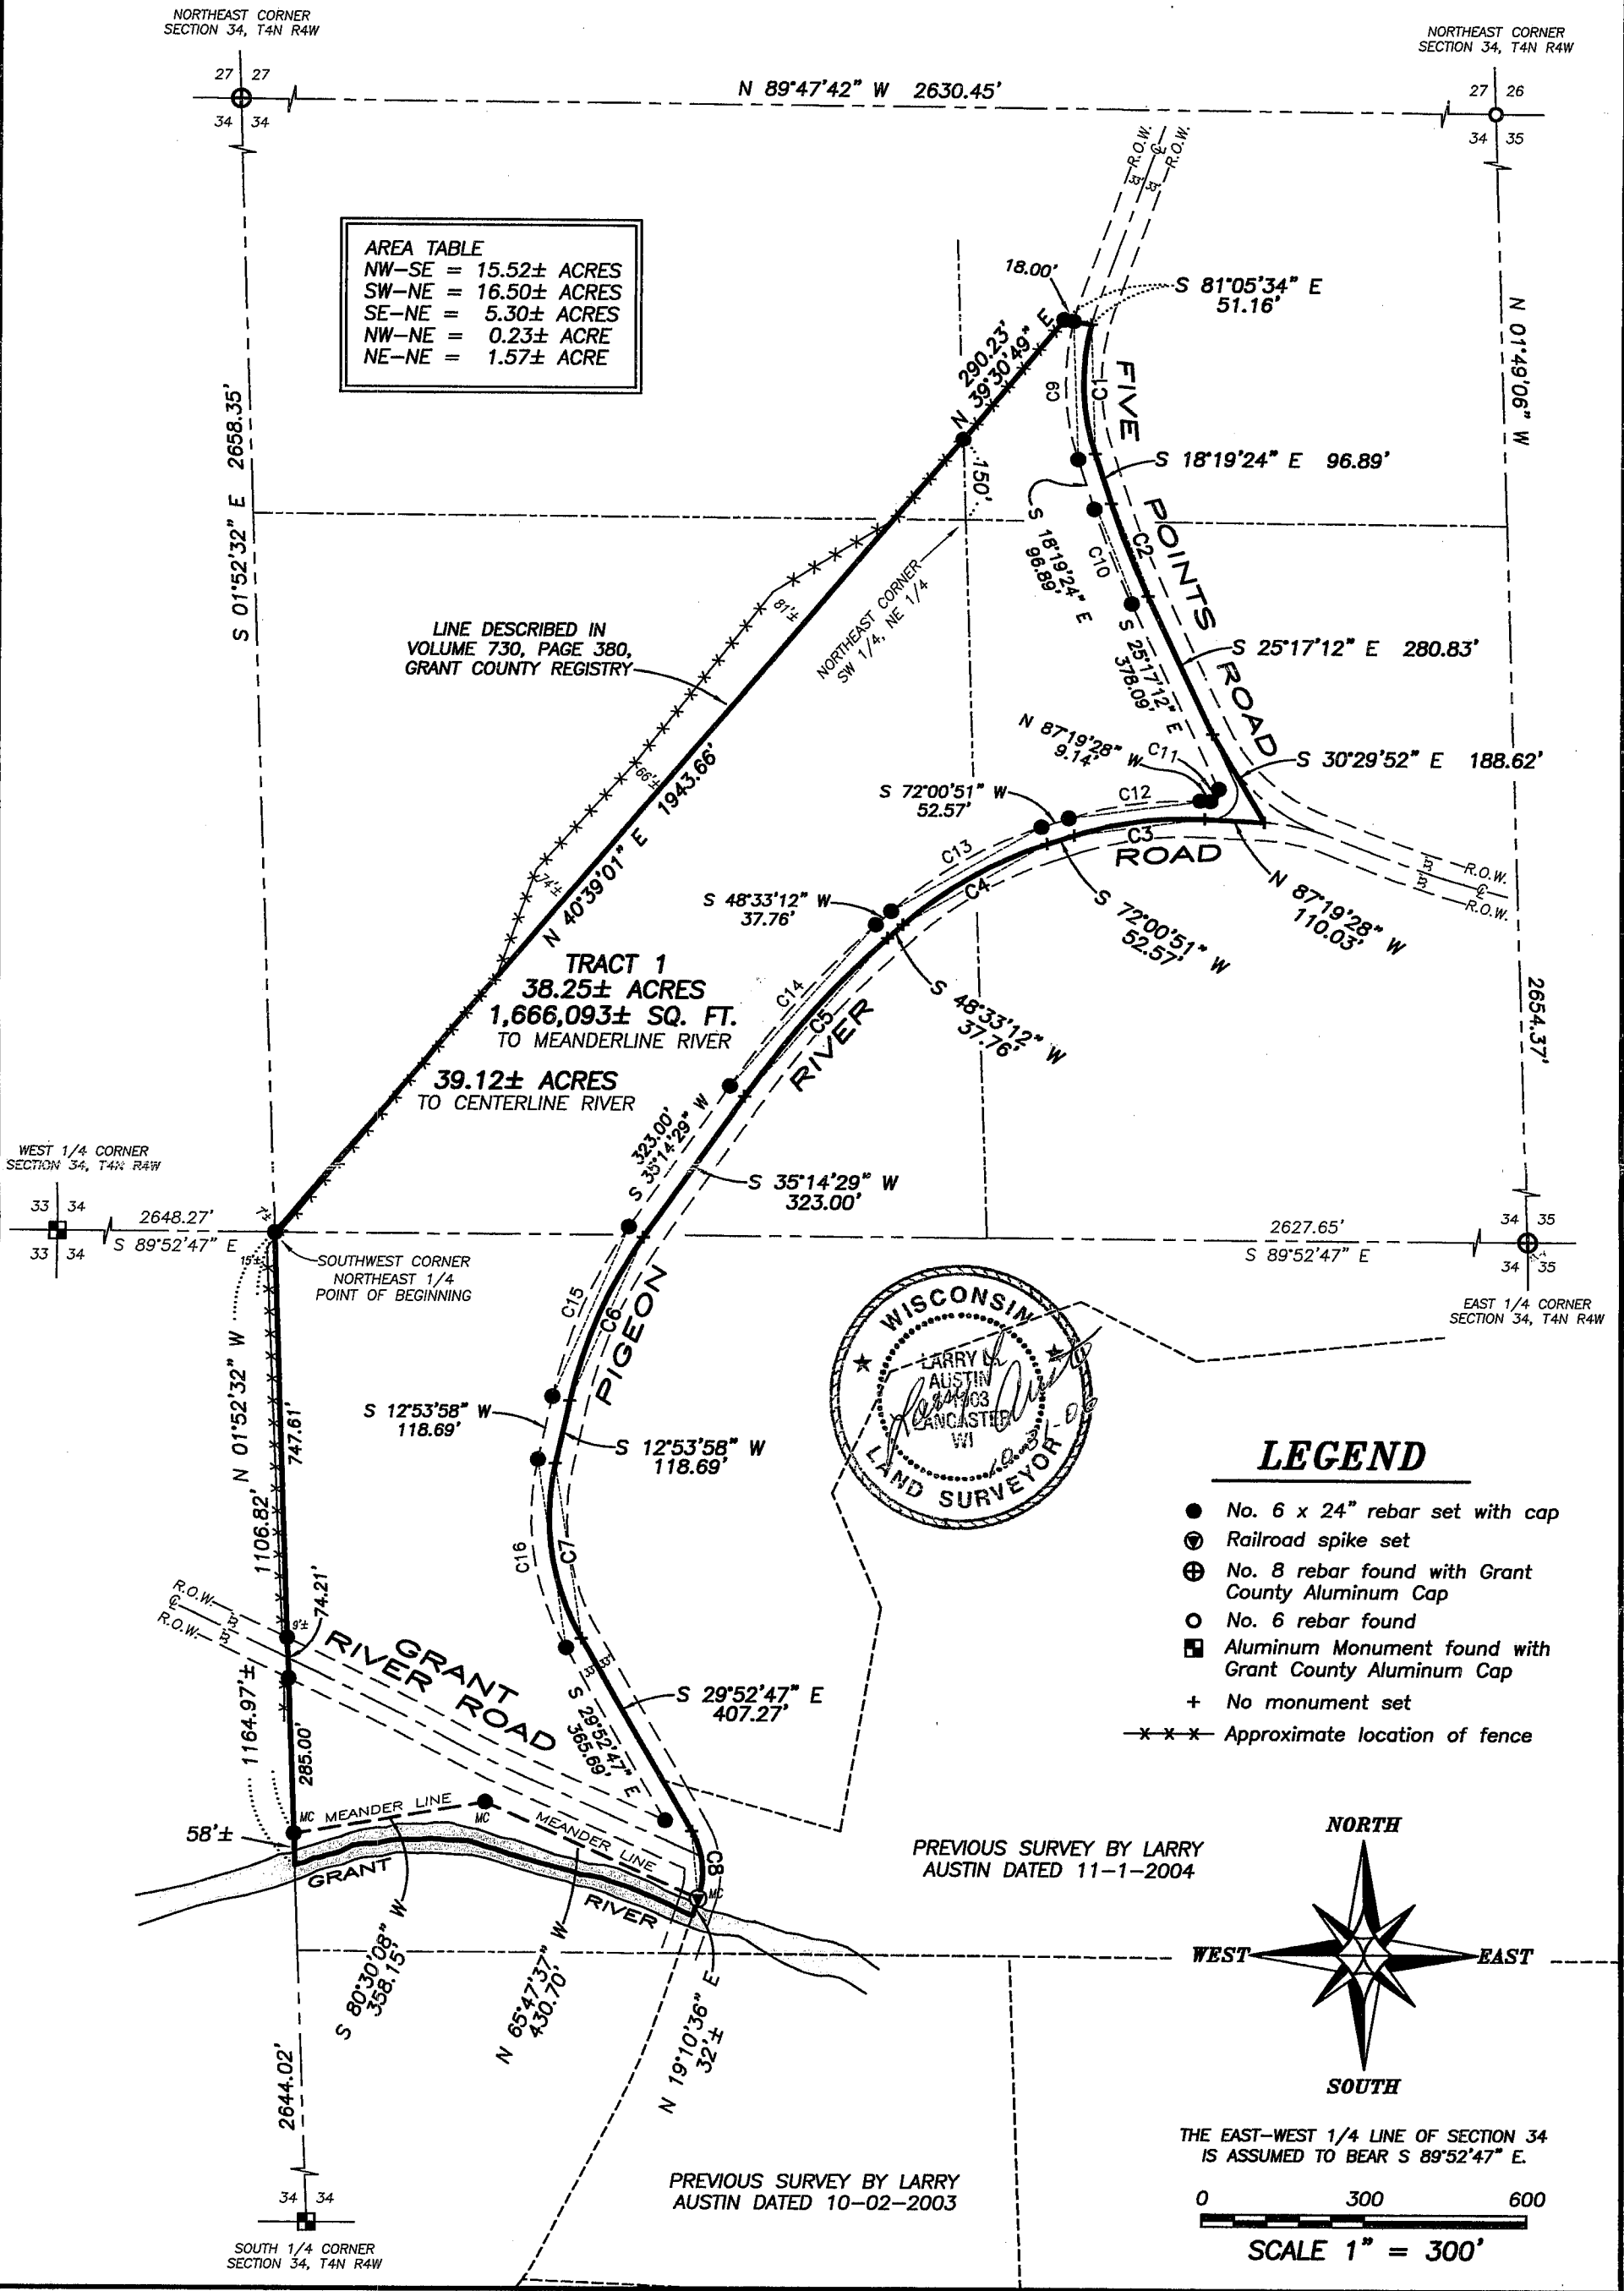 NORTHEAST CORNER
SECTION 34, T4N R4W
27 27
34 34
N 89°47'42" W 2630.45'
NORTHEAST CORNER
SECTION 34, T4N R4W
27 26
34 35
R.O.W.
℄
R.O.W.
33'
33'
AREA TABLE
NW-SE = 15.52± ACRES
SW-NE = 16.50± ACRES
SE-NE = 5.30± ACRES
NW-NE = 0.23± ACRE
NE-NE = 1.57± ACRE
S 01°52'32" E 2658.35'
N 01°49'06" W
2654.37'
18.00'
S 81°05'34" E
51.16'
290.23'
N 39°30'49" E
C9
C1
FIVE
POINTS
ROAD
S 18°19'24" E 96.89'
150'
S 18°19'24" E
96.89'
C10
C2
NORTHEAST CORNER
SW 1/4, NE 1/4
81'±
LINE DESCRIBED IN
VOLUME 730, PAGE 380,
GRANT COUNTY REGISTRY
S 25°17'12" E 280.83'
S 25°17'12" E
378.09'
N 87°19'28" W
9.14'
C11
S 30°29'52" E 188.62'
66'±
N 40°39'01" E 1943.66'
74'±
S 72°00'51" W
52.57'
C12
C3
ROAD
C13
C4
33'
33'
R.O.W.
℄
R.O.W.
N 87°19'28" W
110.03'
S 72°00'51" W
52.57'
S 48°33'12" W
37.76'
S 48°33'12" W
37.76'
TRACT 1
38.25± ACRES
1,666,093± SQ. FT.
TO MEANDERLINE RIVER
39.12± ACRES
TO CENTERLINE RIVER
C14
C5
RIVER
323.00'
S 35°14'29" W
S 35°14'29" W
323.00'
WEST 1/4 CORNER
SECTION 34, T4N R4W
33 34
33 34
2648.27'
S 89°52'47" E
7'±
15'±
SOUTHWEST CORNER
NORTHEAST 1/4
POINT OF BEGINNING
2627.65'
S 89°52'47" E
34 35
34 35
EAST 1/4 CORNER
SECTION 34, T4N R4W
C15
C6
PIGEON
N 01°52'32" W
747.61'
1106.82'
1164.97'±
S 12°53'58" W
118.69'
S 12°53'58" W
118.69'
C16
C7
WISCONSIN
LARRY L.
AUSTIN
LANCASTER
WI
LAND SURVEYOR
Larry Austin
LEGEND
No. 6 x 24" rebar set with cap
Railroad spike set
No. 8 rebar found with Grant
County Aluminum Cap
No. 6 rebar found
Aluminum Monument found with
Grant County Aluminum Cap
No monument set
Approximate location of fence
R.O.W.
℄
R.O.W.
33'
33'
9'±
74.21'
GRANT
RIVER ROAD
33'
33'
S 29°52'47" E
407.27'
S 29°52'47" E
365.69'
285.00'
MC
MEANDER LINE
MC
MEANDER LINE
C8
MC
58'±
GRANT
RIVER
S 80°30'08" W
358.15'
N 65°47'37" W
430.70'
N 19°10'36" E
32'±
PREVIOUS SURVEY BY LARRY
AUSTIN DATED 11-1-2004
NORTH
WEST
EAST
SOUTH
2644.02'
34 34
SOUTH 1/4 CORNER
SECTION 34, T4N R4W
PREVIOUS SURVEY BY LARRY
AUSTIN DATED 10-02-2003
THE EAST-WEST 1/4 LINE OF SECTION 34
IS ASSUMED TO BEAR S 89°52'47" E.
0 300 600
SCALE 1" = 300'